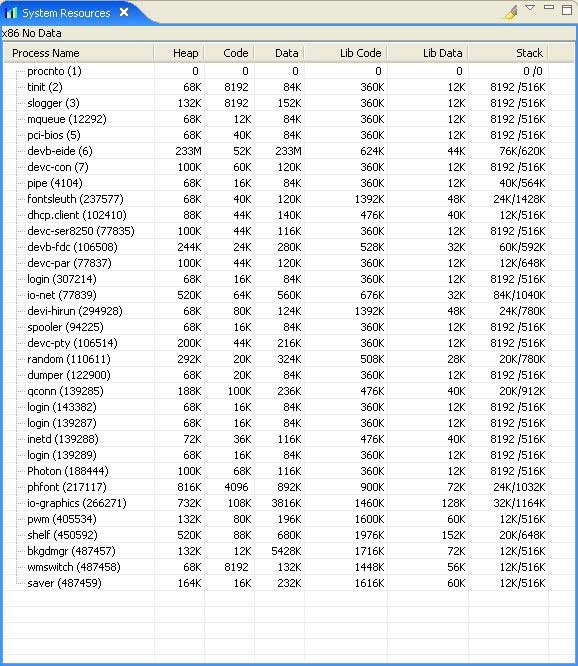 System Resources
x86 No Data
Process Name Heap Code Data Lib Code Lib Data Stack
procnto (1) 0 0 0 0 0 0 /0
tinit (2) 68K 8192 84K 360K 12K 8192 /516K
slogger (3) 132K 8192 152K 360K 12K 8192 /516K
mqueue (12292) 68K 12K 84K 360K 12K 8192 /516K
pci-bios (5) 68K 40K 84K 360K 12K 8192 /516K
devb-eide (6) 233M 52K 233M 624K 44K 76K/620K
devc-con (7) 100K 60K 120K 360K 12K 8192 /516K
pipe (4104) 68K 16K 84K 360K 12K 40K/564K
fontsleuth (237577) 68K 40K 120K 1392K 48K 24K/1428K
dhcp.client (102410) 88K 44K 140K 476K 40K 12K/516K
devc-ser8250 (77835) 100K 44K 116K 360K 12K 8192 /516K
devb-fdc (106508) 244K 24K 280K 528K 32K 60K/592K
devc-par (77837) 100K 44K 120K 360K 12K 12K/648K
login (307214) 68K 16K 84K 360K 12K 8192 /516K
io-net (77839) 520K 64K 560K 676K 32K 84K/1040K
devi-hirun (294928) 68K 80K 124K 1392K 48K 24K/780K
spooler (94225) 68K 16K 84K 360K 12K 8192 /516K
devc-pty (106514) 200K 44K 216K 360K 12K 8192 /516K
random (110611) 292K 20K 324K 508K 28K 20K/780K
dumper (122900) 68K 20K 84K 360K 12K 8192 /516K
qconn (139285) 188K 100K 236K 476K 40K 20K/912K
login (143382) 68K 16K 84K 360K 12K 8192 /516K
login (139287) 68K 16K 84K 360K 12K 8192 /516K
inetd (139288) 72K 36K 116K 476K 40K 8192 /516K
login (139289) 68K 16K 84K 360K 12K 8192 /516K
Photon (188444) 100K 68K 116K 360K 12K 8192 /516K
phfont (217117) 816K 4096 892K 900K 72K 24K/1032K
io-graphics (266271) 732K 108K 3816K 1460K 128K 32K/1164K
pwm (405534) 132K 80K 196K 1600K 60K 12K/516K
shelf (450592) 520K 88K 680K 1976K 152K 20K/648K
bkgdmgr (487457) 132K 12K 5428K 1716K 72K 12K/516K
wmswitch (487458) 68K 8192 132K 1448K 56K 12K/516K
saver (487459) 164K 16K 232K 1616K 60K 12K/516K